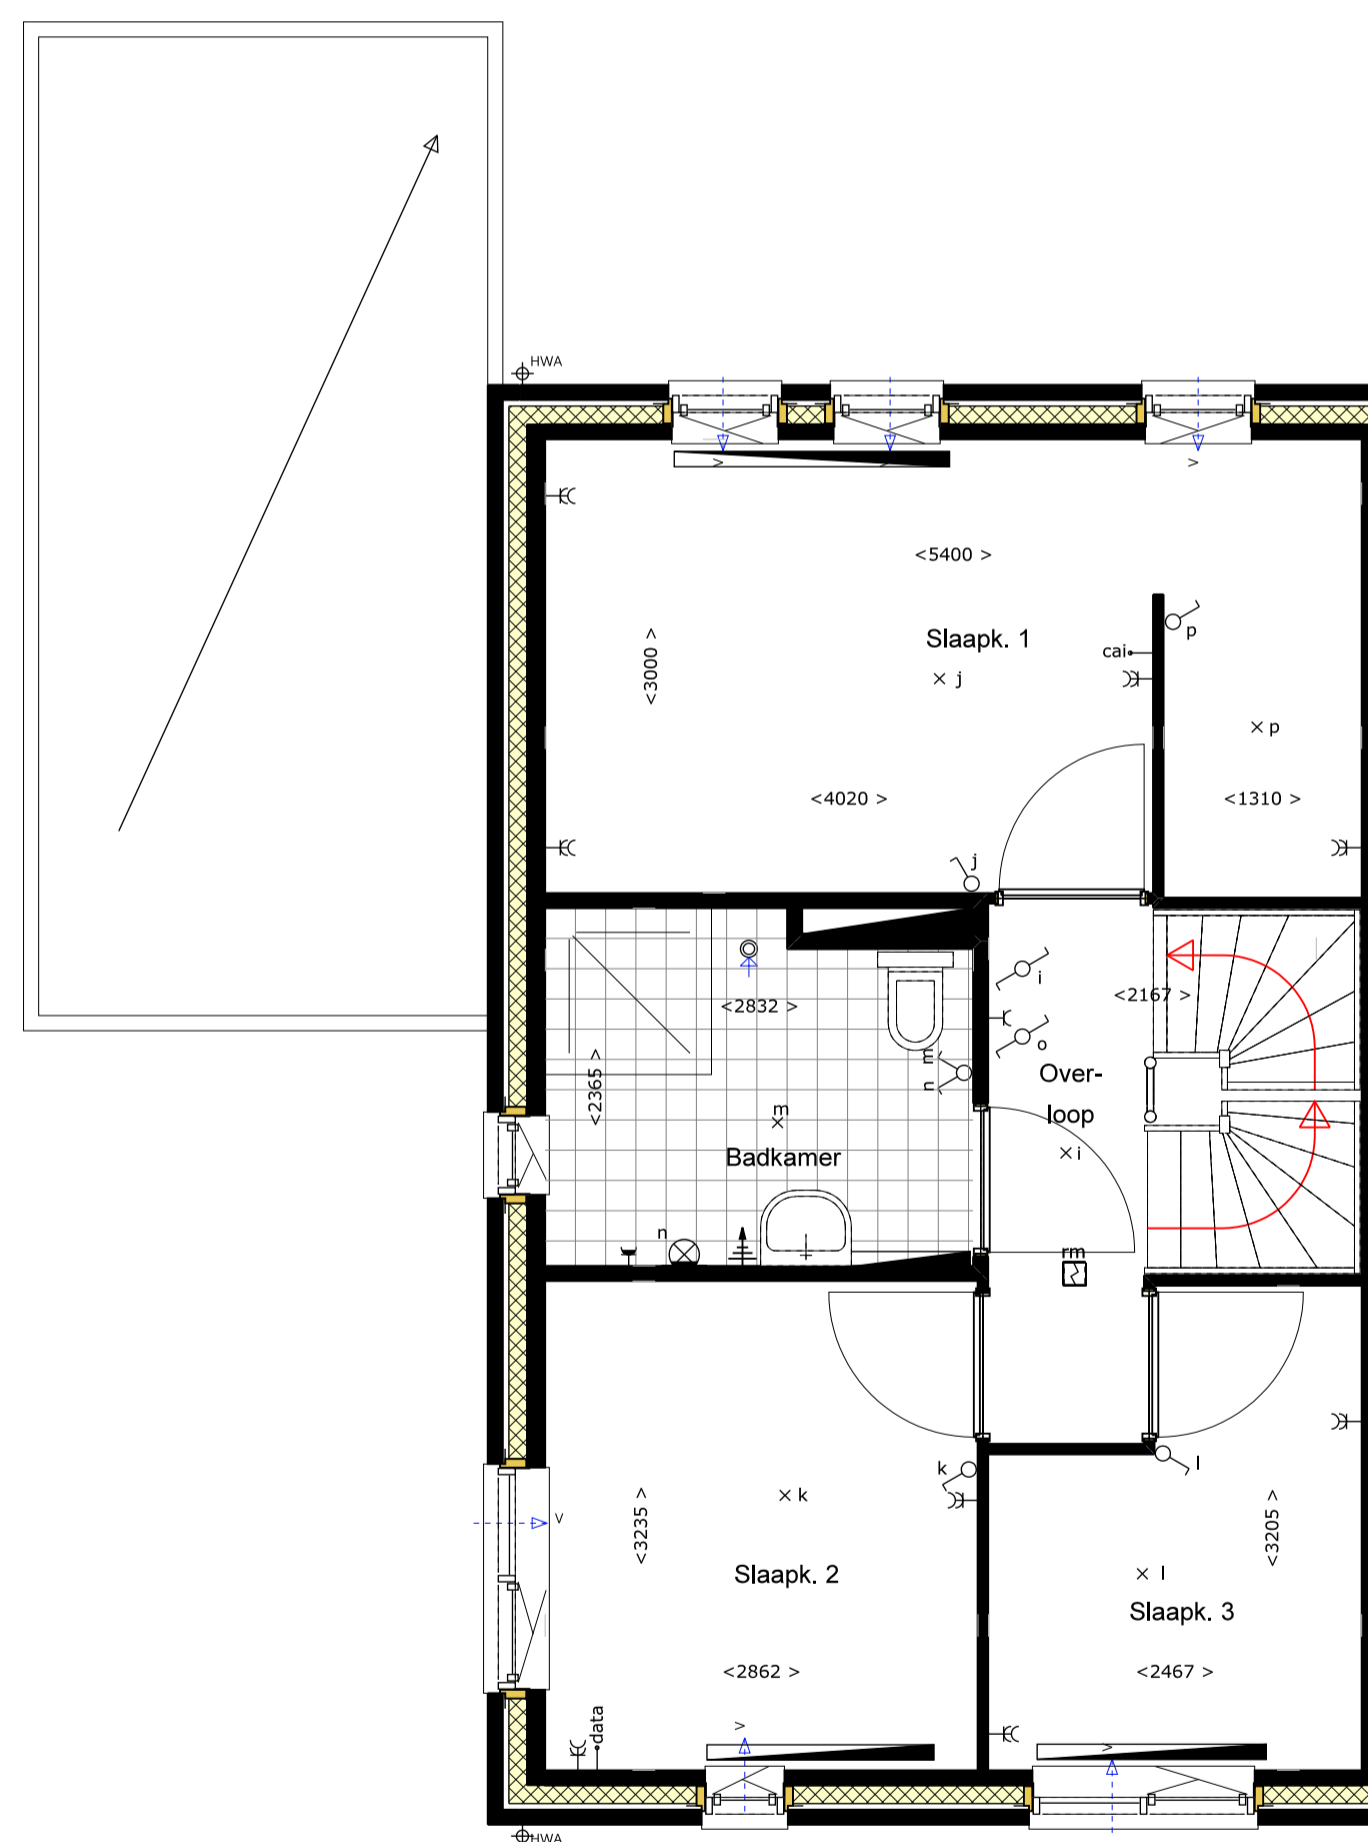 HWA
<5400 >
p
Slaapk. 1
<3000 >
cai
j
p
<4020 >
<1310 >
j
i
<2167 >
<2832 >
o
m
n
<2365 >
Over-
loop
m
i
Badkamer
n
rm
k
l
k
<3235 >
<3205 >
Slaapk. 2
l
Slaapk. 3
<2862 >
<2467 >
data
HWA